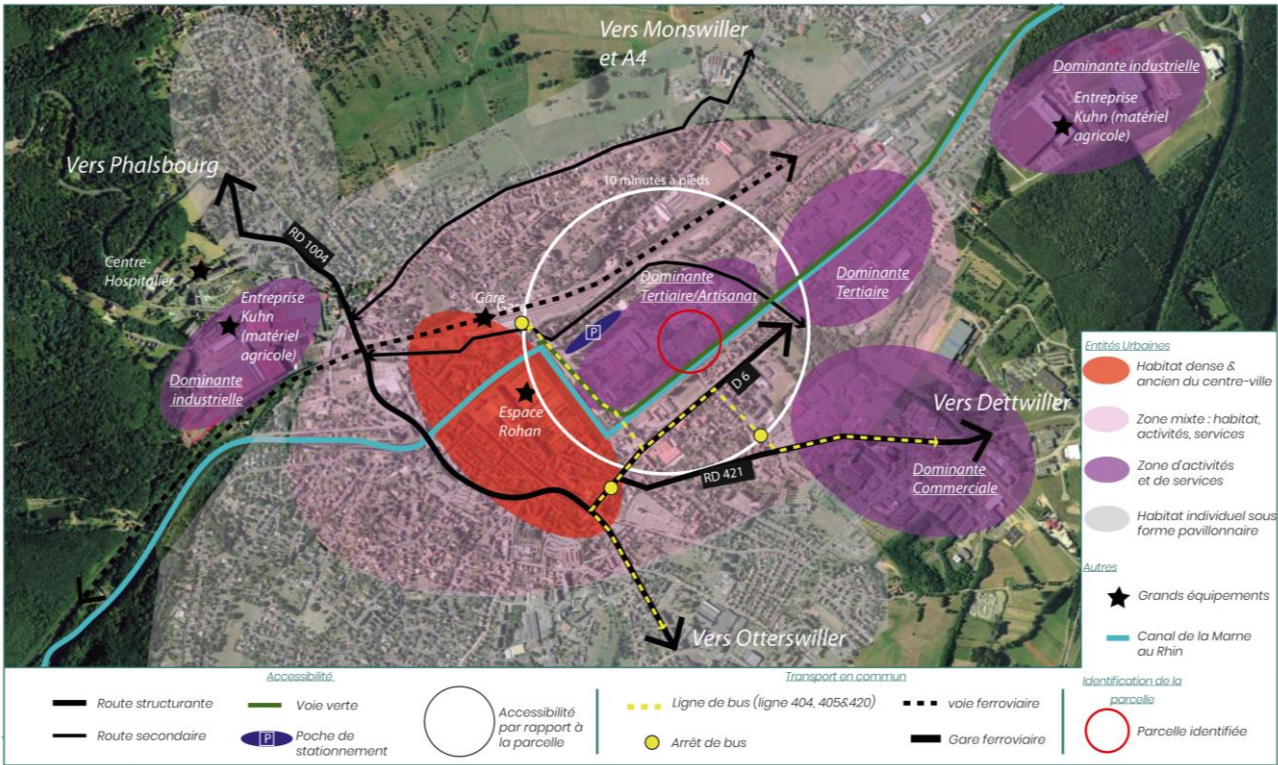 Vers Monswiller
et A4
Dominante industrielle
Entreprise
Kuhn (matériel
agricole)
Vers Phalsbourg
10 minutes à pieds
RD 1004
Centre-
Hospitalier
Entreprise
Kuhn
(matériel
agricole)
Dominante
industrielle
Gare
P
Dominante
Tertiaire/Artisanat
Dominante
Tertiaire
Espace
Rohan
D 6
RD 421
Vers Dettwiller
Dominante
Commerciale
Vers Otterswiller
Entités Urbaines
Habitat dense &
ancien du centre-ville
Zone mixte : habitat,
activités, services
Zone d'activités
et de services
Habitat individuel sous
forme pavillonnaire
Autres
Grands équipements
Canal de la Marne
au Rhin
Accessibilité
Route structurante
Route secondaire
Voie verte
P
Poche de
stationnement
Accessibilité
par rapport à
la parcelle
Transport en commun
Ligne de bus (ligne 404, 405&420)
Arrêt de bus
voie ferroviaire
Gare ferroviaire
Identification de la
parcelle
Parcelle identifiée